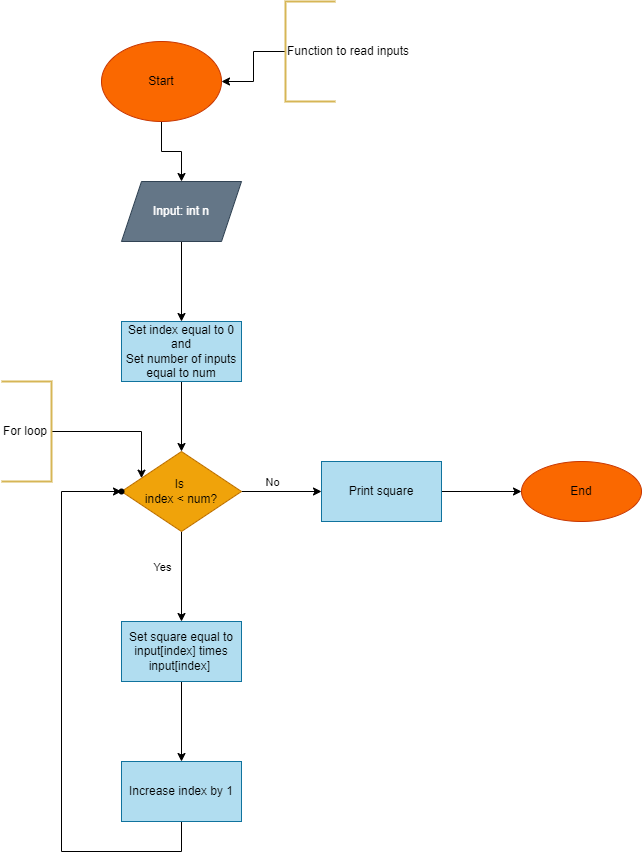 Function to read inputs
Start
Input: int n
Set index equal to 0
and
Set number of inputs
equal to num
For loop
Is
index < num?
No
Print square
End
Yes
Set square equal to
input[index] times
input[index]
Increase index by 1